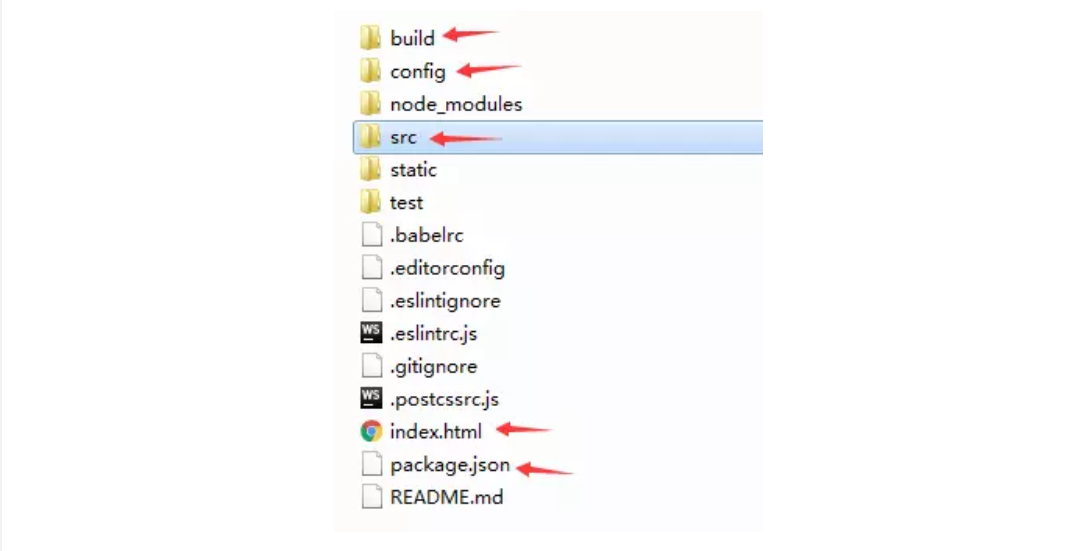 build
config
node_modules
src
static
test
.babelrc
.editorconfig
.eslintignore
WS .eslintrc.js
.gitignore
WS .postcssrc.js
index.html
package.json
README.md